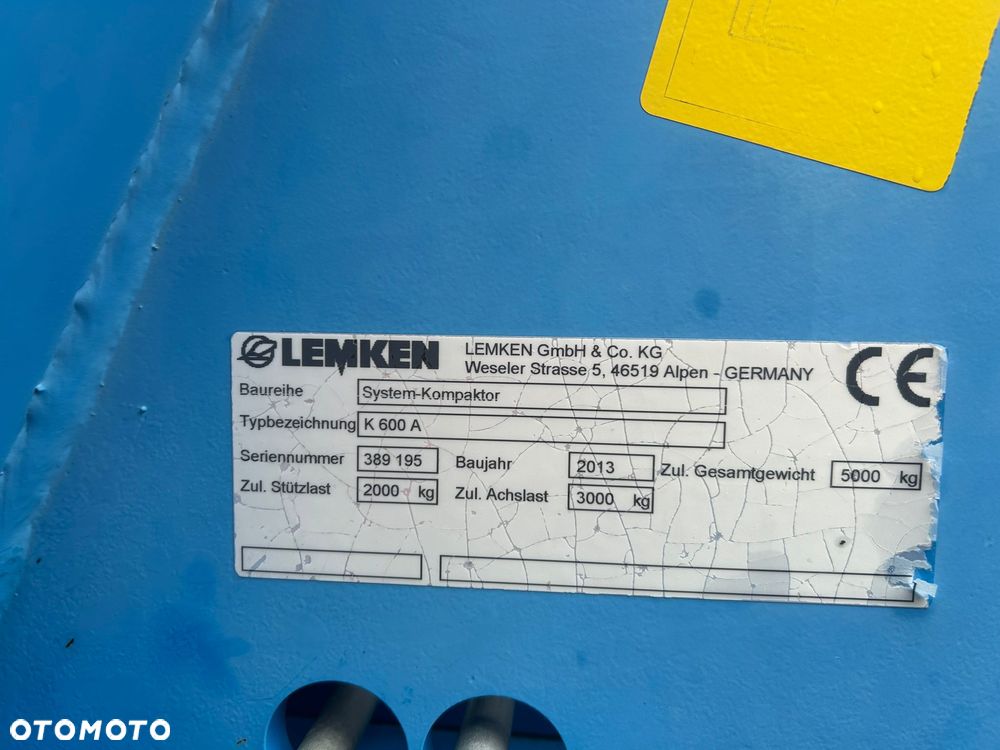 LEMKEN
LEMKEN GmbH & Co. KG
Weseler Strasse 5, 46519 Alpen - GERMANY
CE
Baureihe System-Kompaktor
Typbezeichnung K 600 A
Seriennummer 389 195 Baujahr 2013 Zul. Gesamtgewicht 5000 kg
Zul. Stützlast 2000 kg Zul. Achslast 3000 kg
OTOMOTO